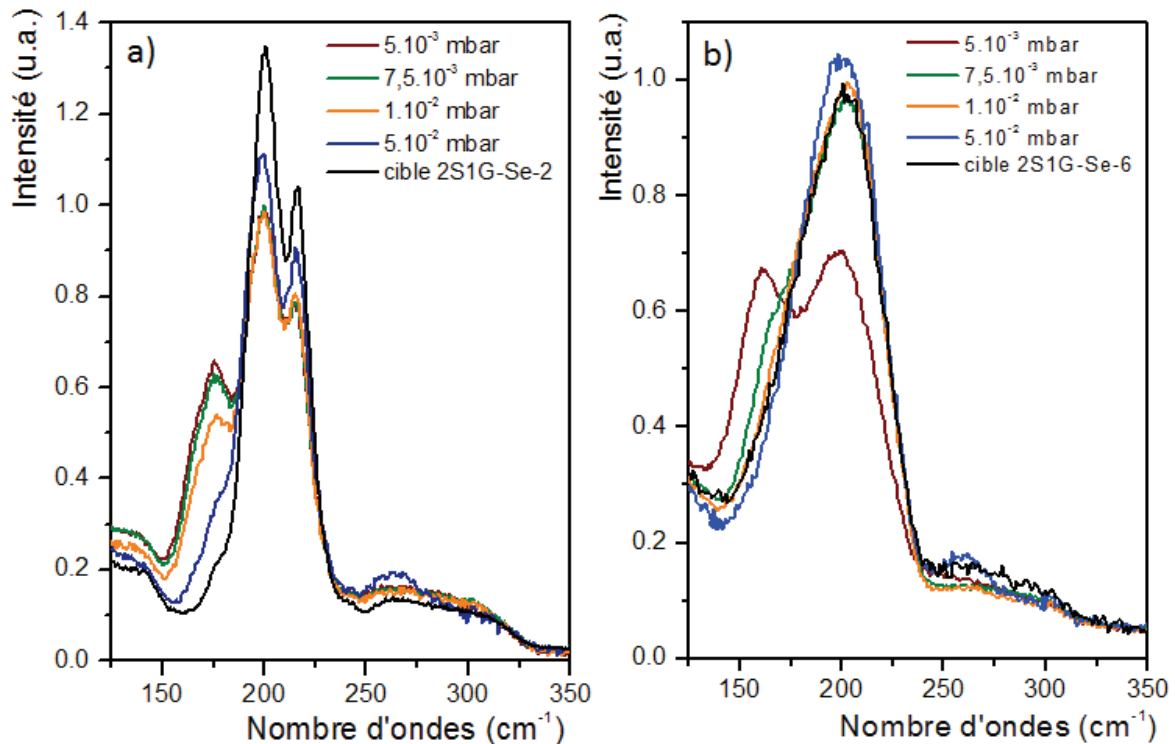 a)
5.10⁻³ mbar
7,5.10⁻³ mbar
1.10⁻² mbar
5.10⁻² mbar
cible 2S1G-Se-2
Intensité (u.a.)
1.4
1.2
1.0
0.8
0.6
0.4
0.2
0.0
150 200 250 300 350
Nombre d'ondes (cm⁻¹)
b)
5.10⁻³ mbar
7,5.10⁻³ mbar
1.10⁻² mbar
5.10⁻² mbar
cible 2S1G-Se-6
Intensité (u.a.)
1.0
0.8
0.6
0.4
0.2
0.0
150 200 250 300 350
Nombre d'ondes (cm⁻¹)